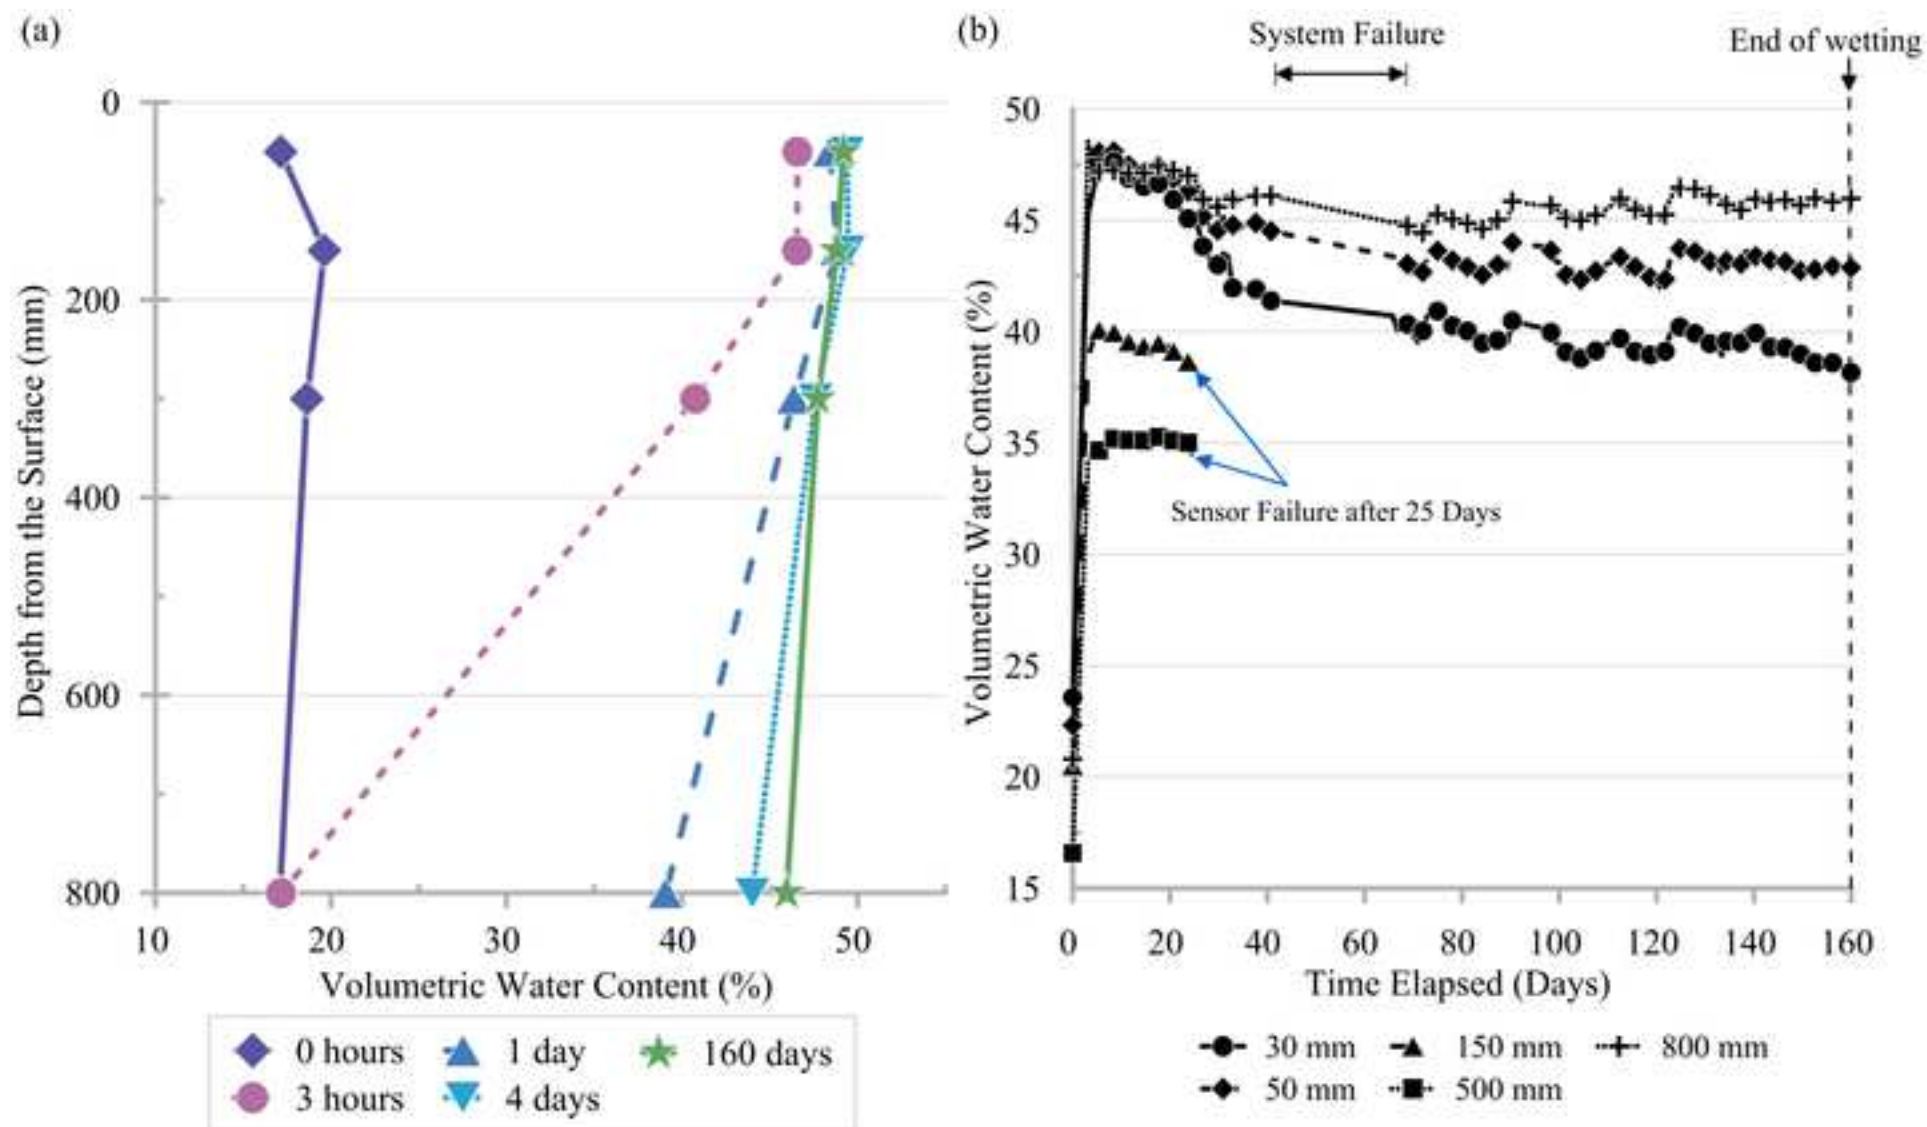 (a)
0
200
400
600
800
Depth from the Surface (mm)
10 20 30 40 50
Volumetric Water Content (%)
0 hours 1 day 160 days
3 hours 4 days
(b)
System Failure
End of wetting
50
45
40
35
30
25
20
15
Volumetric Water Content (%)
Sensor Failure after 25 Days
0 20 40 60 80 100 120 140 160
Time Elapsed (Days)
30 mm 150 mm 800 mm
50 mm 500 mm